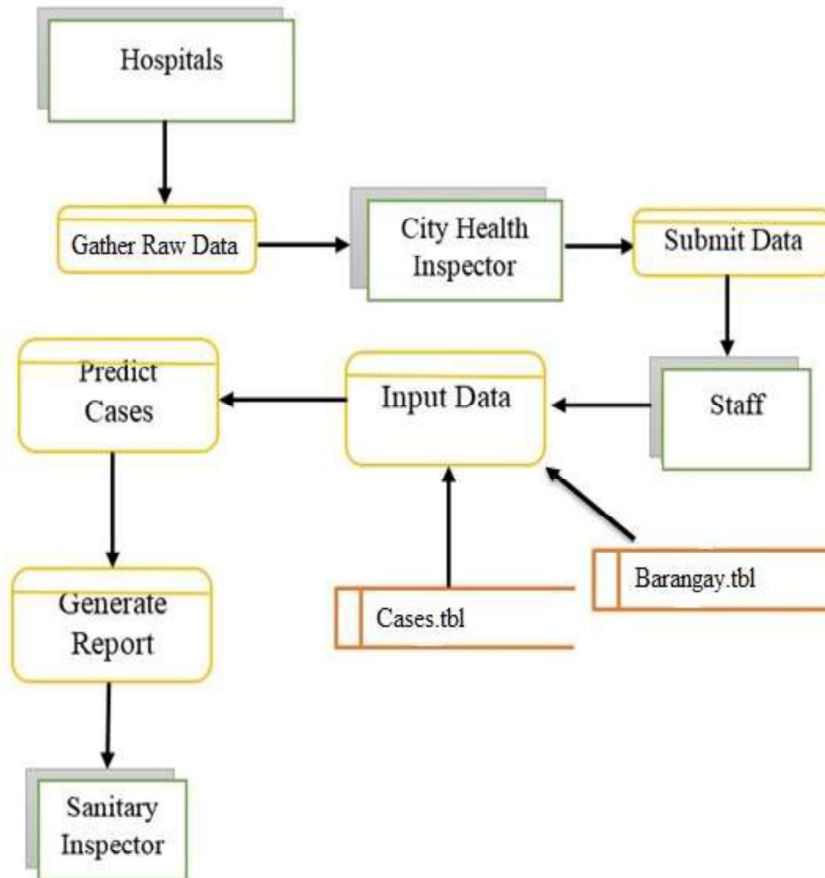 Hospitals
Gather Raw Data
City Health
Inspector
Submit Data
Predict
Cases
Input Data
Staff
Generate
Report
Cases.tbl
Barangay.tbl
Sanitary
Inspector